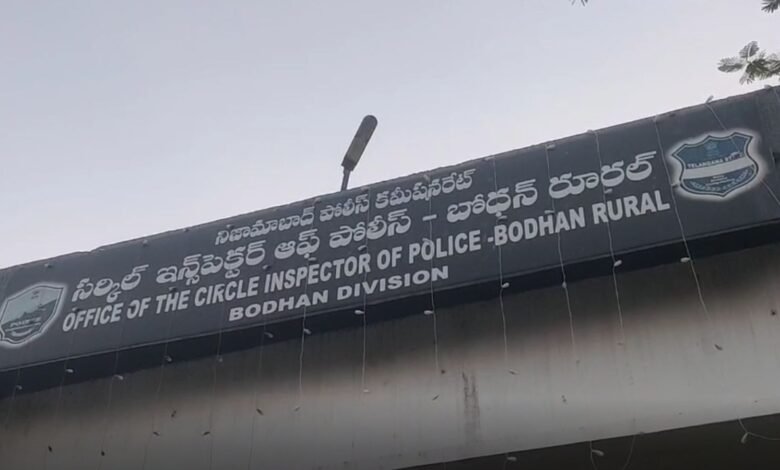 నిజామాబాద్ పోలీస్ కమీషనరేట్
సర్కిల్ ఇన్స్‌పెక్టర్ ఆఫ్ పోలీస్ - బోధన్ రూరల్
OFFICE OF THE CIRCLE INSPECTOR OF POLICE -BODHAN RURAL
BODHAN DIVISION
POLICE